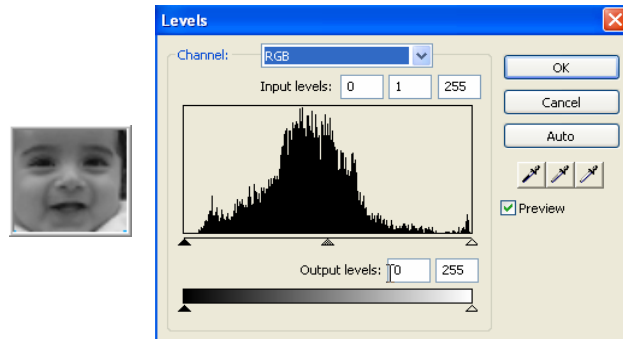 Levels
Channel: RGB
Input levels: 0 1 255
OK
Cancel
Auto
Preview
Output levels: 0 255